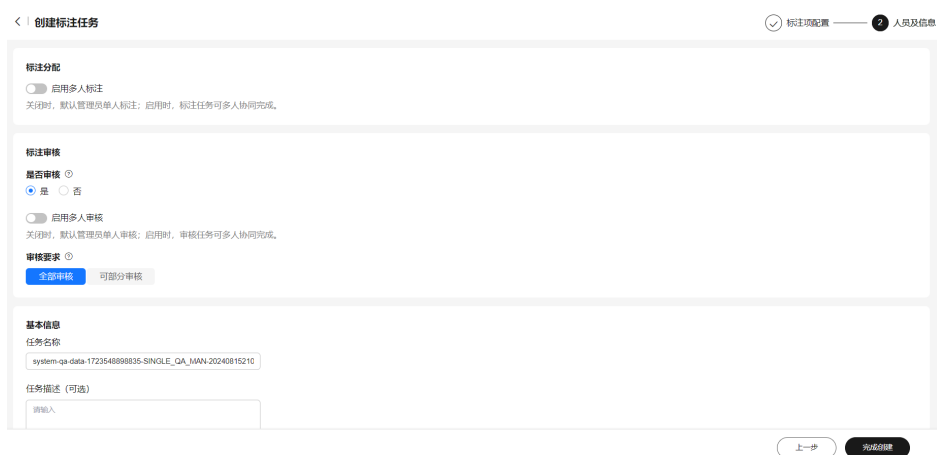 创建标注任务
标注项配置
2 人员及信息
标注分配
启用多人标注
关闭时，默认管理员单人标注；启用时，标注任务可多人协同完成。
标注审核
是否审核 ?
是 否
启用多人审核
关闭时，默认管理员单人审核；启用时，审核任务可多人协同完成。
审核要求 ?
全部审核 可部分审核
基本信息
任务名称
system-qa-data-1723548898835-SINGLE_QA_MAN-20240815210
任务描述（可选）
请输入
上一步 完成创建